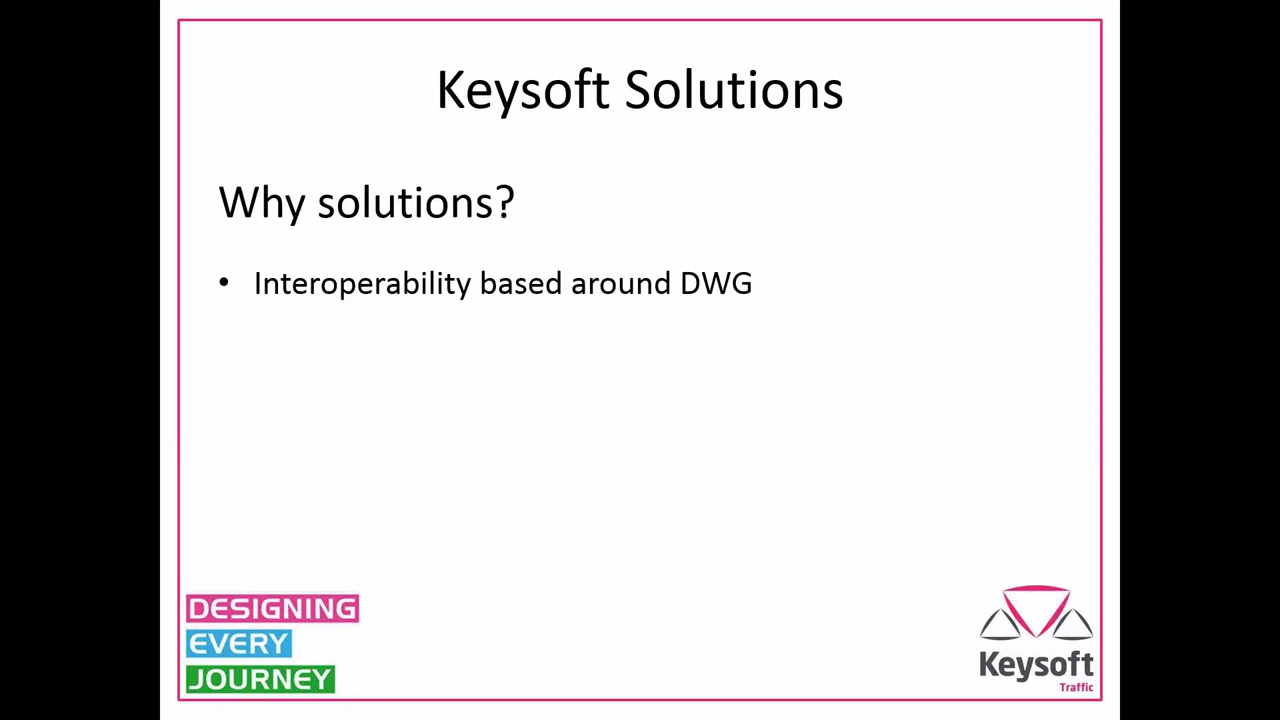 Keysoft Solutions
Why solutions?
• Interoperability based around DWG
DESIGNING
EVERY
JOURNEY
Keysoft
Traffic